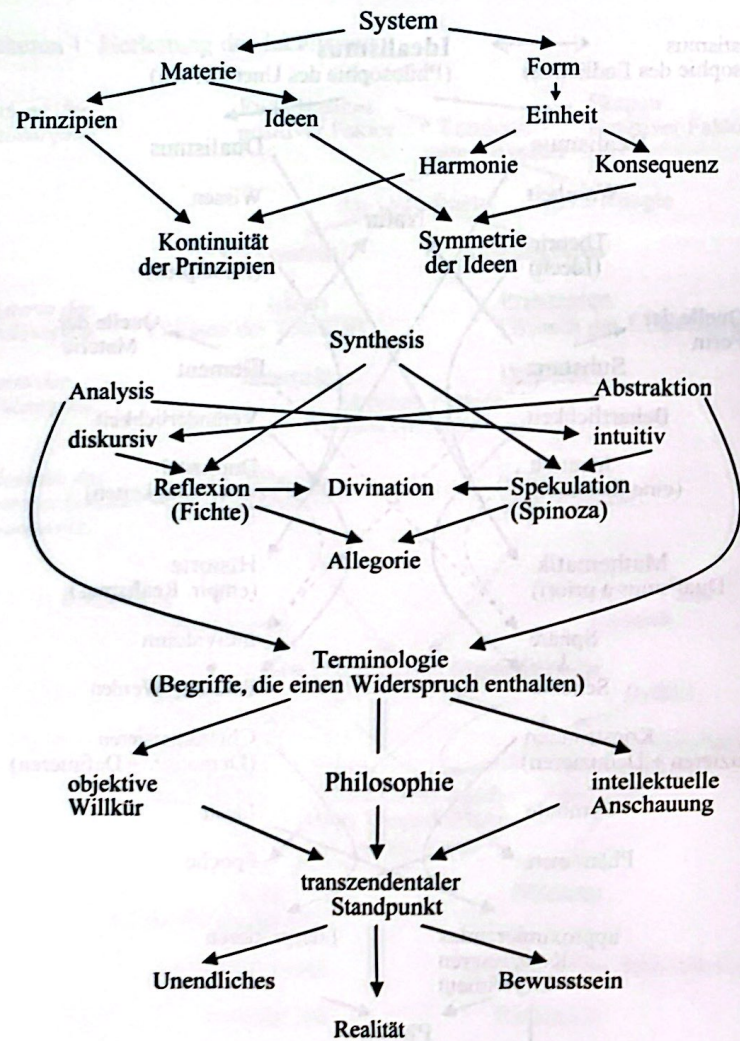 System
Materie
Form
Prinzipien
Ideen
Einheit
Harmonie
Konsequenz
Kontinuität
der Prinzipien
Symmetrie
der Ideen
Synthesis
Analysis
Abstraktion
diskursiv
intuitiv
Reflexion
(Fichte)
Divination
Spekulation
(Spinoza)
Allegorie
Terminologie
(Begriffe, die einen Widerspruch enthalten)
objektive
Willkür
Philosophie
intellektuelle
Anschauung
transzendentaler
Standpunkt
Unendliches
Bewusstsein
Realität